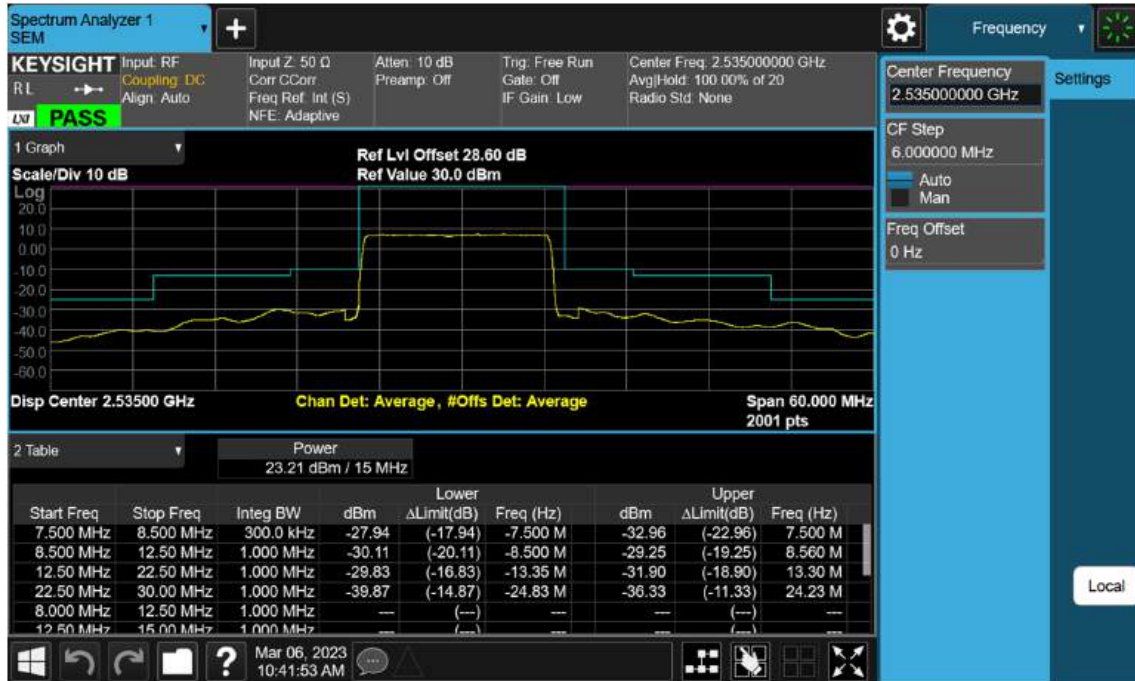 Spectrum Analyzer 1
SEM
Frequency
KEYSIGHT
RL
LXI
PASS
Input: RF
Coupling: DC
Align: Auto
Input Z: 50 Ω
Corr CCorr
Freq Ref: Int (S)
NFE: Adaptive
Atten: 10 dB
Preamp: Off
Trig: Free Run
Gate: Off
IF Gain: Low
Center Freq: 2.535000000 GHz
Avg|Hold: 100.00% of 20
Radio Std: None
Center Frequency
2.535000000 GHz
Settings
CF Step
6.000000 MHz
Auto
Man
Freq Offset
0 Hz
Local
1 Graph
Scale/Div 10 dB
Ref Lvl Offset 28.60 dB
Ref Value 30.0 dBm
Log
20.0
10.0
0.00
-10.0
-20.0
-30.0
-40.0
-50.0
-60.0
Disp Center 2.53500 GHz
Chan Det: Average, #Offs Det: Average
Span 60.000 MHz
2001 pts
2 Table
Power
23.21 dBm / 15 MHz
Lower Upper
Start Freq Stop Freq Integ BW dBm ΔLimit(dB) Freq (Hz) dBm ΔLimit(dB) Freq (Hz)
7.500 MHz 8.500 MHz 300.0 kHz -27.94 (-17.94) -7.500 M -32.96 (-22.96) 7.500 M
8.500 MHz 12.50 MHz 1.000 MHz -30.11 (-20.11) -8.500 M -29.25 (-19.25) 8.560 M
12.50 MHz 22.50 MHz 1.000 MHz -29.83 (-16.83) -13.35 M -31.90 (-18.90) 13.30 M
22.50 MHz 30.00 MHz 1.000 MHz -39.87 (-14.87) -24.83 M -36.33 (-11.33) 24.23 M
8.000 MHz 12.50 MHz 1.000 MHz --- (---) --- --- (---) ---
12.50 MHz 15.00 MHz 1.000 MHz --- (---) --- --- (---) ---
?
Mar 06, 2023
10:41:53 AM